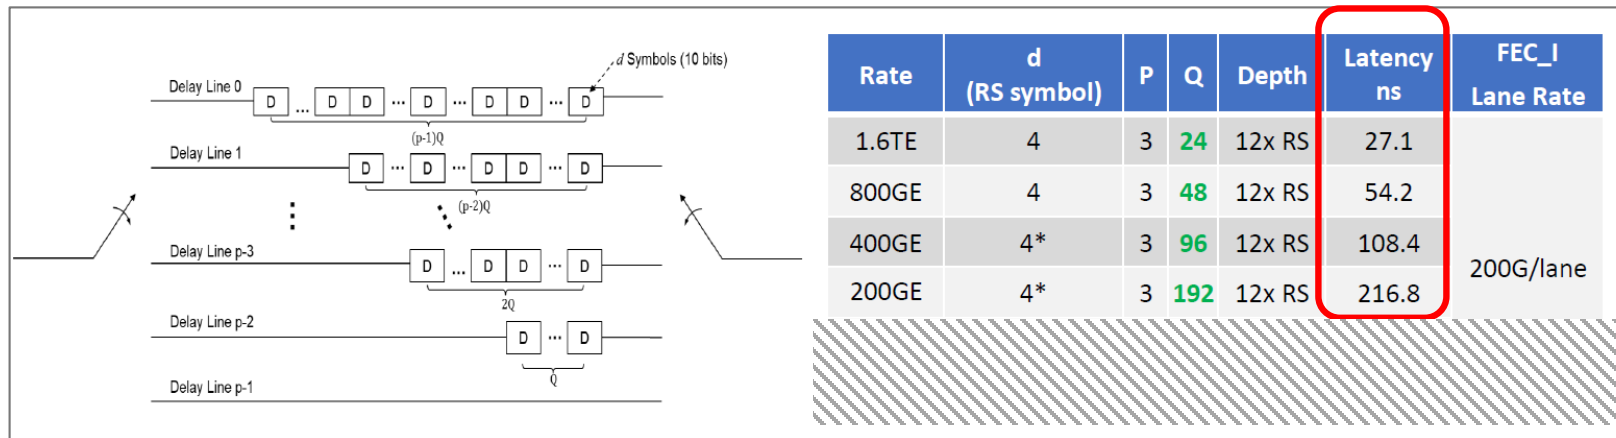 d Symbols (10 bits)
Delay Line 0
D ... D D ... D ... D D ... D
(p-1)Q
Delay Line 1
D ... D ... D D ... D
(p-2)Q
Delay Line p-3
D ... D D ... D
2Q
Delay Line p-2
D ... D
Q
Delay Line p-1
Rate d (RS symbol) P Q Depth Latency ns FEC_I Lane Rate
1.6TE 4 3 24 12x RS 27.1
800GE 4 3 48 12x RS 54.2
400GE 4* 3 96 12x RS 108.4
200GE 4* 3 192 12x RS 216.8
200G/lane